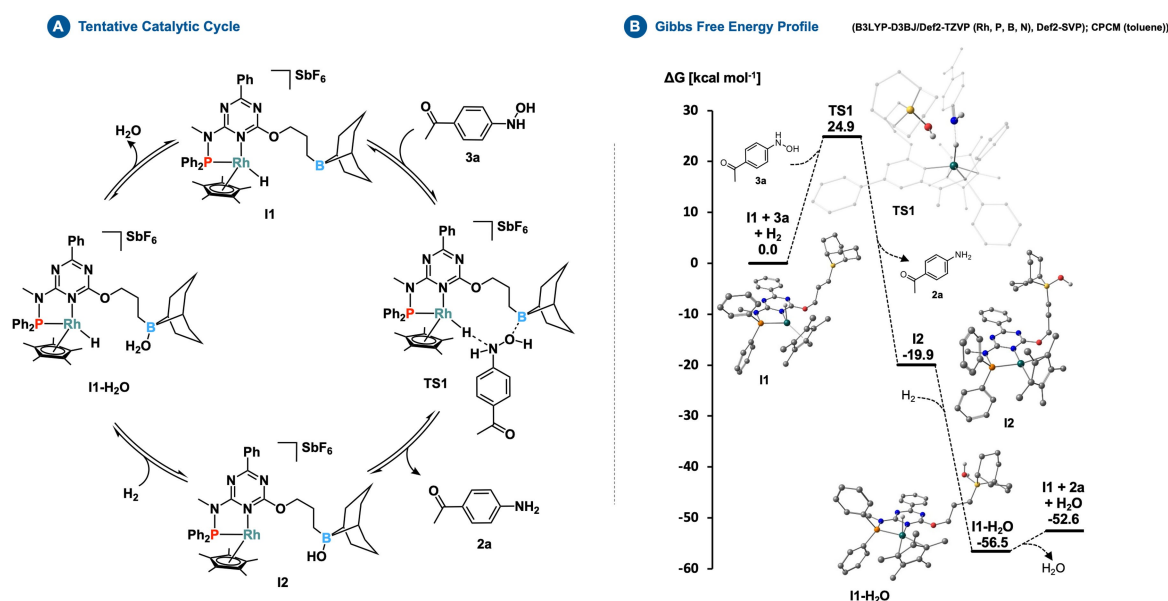 A Tentative Catalytic Cycle
Ph
SbF6
N N
N N O
Ph2P Rh B
H
I1
H2O
O
OH
NH
3a
Ph
SbF6
N N
N N O
Ph2P Rh B
H H2O
I1-H2O
Ph
SbF6
N N
N N O
Ph2P Rh B
H O H
H N
TS1
O
H2
Ph
SbF6
N N
N N O
Ph2P Rh B
HO
I2
O
NH2
2a
B Gibbs Free Energy Profile (B3LYP-D3BJ/Def2-TZVP (Rh, P, B, N), Def2-SVP); CPCM (toluene))
ΔG [kcal mol-1]
30
20
10
0
-10
-20
-30
-40
-50
-60
TS1
24.9
H
N OH
O
3a
I1 + 3a
+ H2
0.0
TS1
NH2
O
2a
I1
I2
-19.9
I2
H2
I1-H2O
-56.5
I1 + 2a
+ H2O
-52.6
H2O
I1-H2O